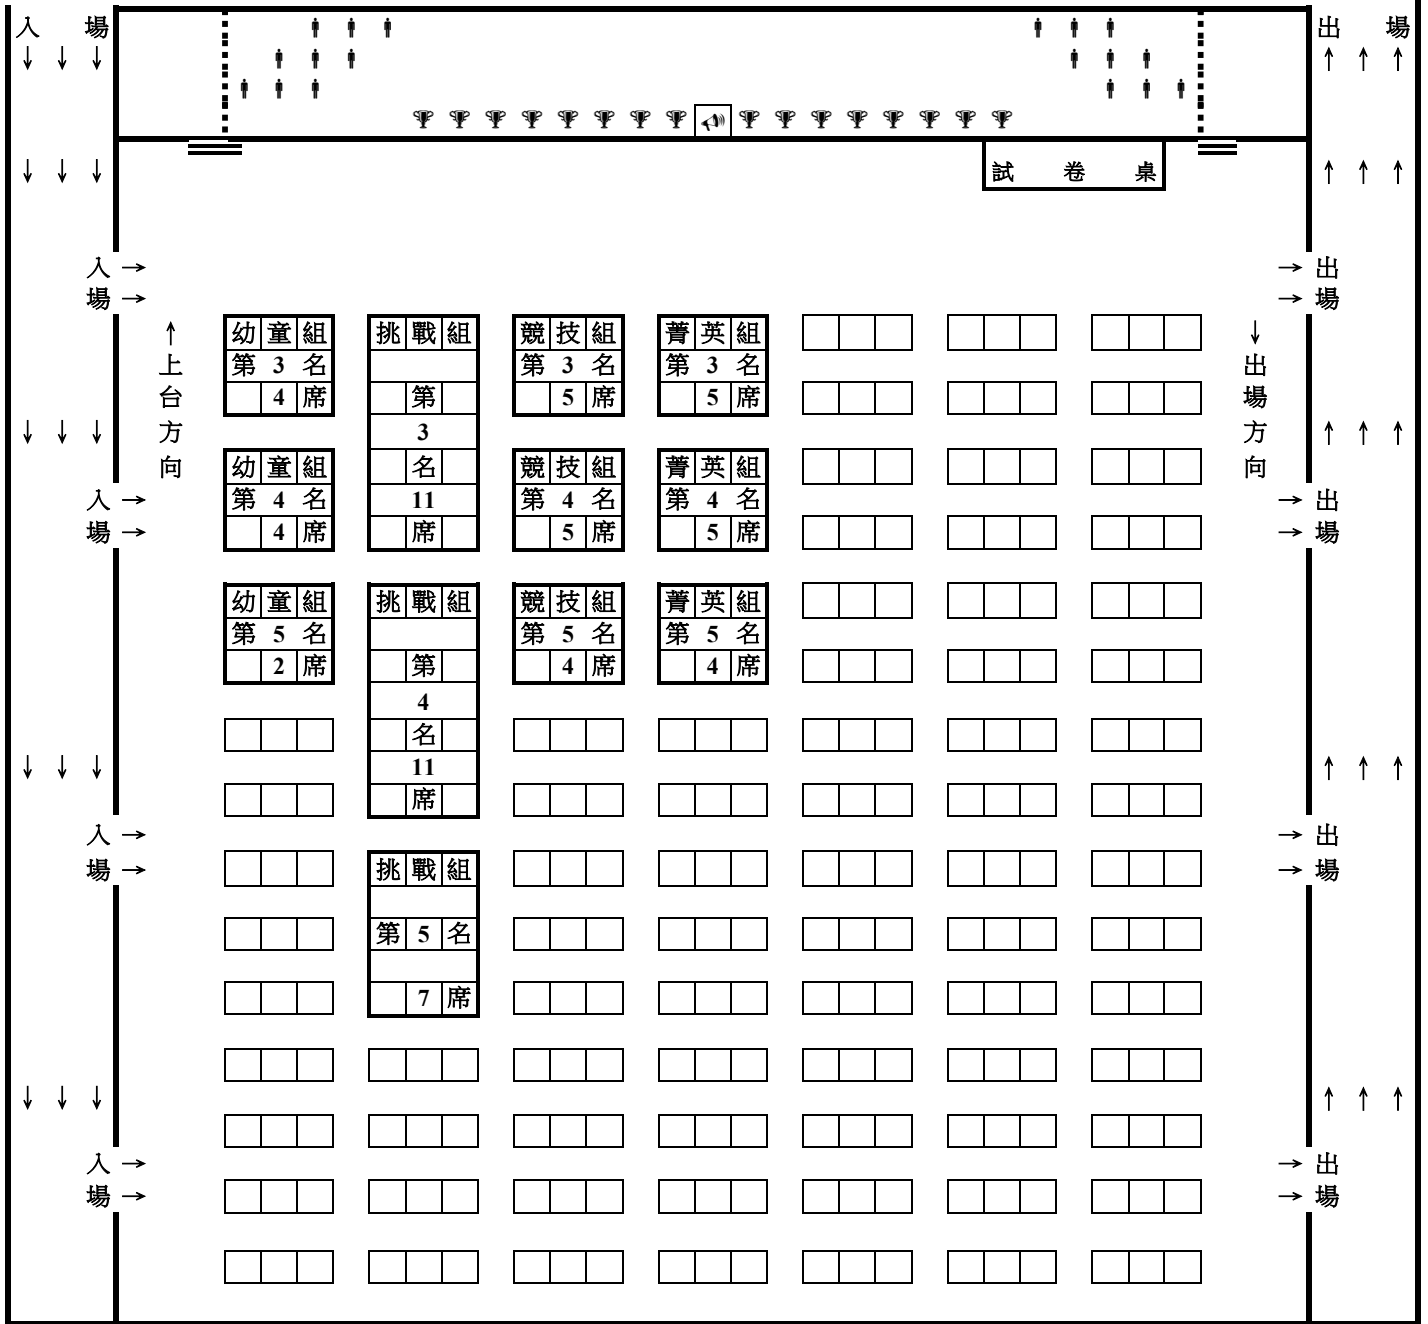 入 場
出 場
↓ ↓ ↓
↑ ↑ ↑
試 卷 桌
↓ ↓ ↓
↑ ↑ ↑
入 →
場 →
→ 出
→ 場
↑上台方向
幼童組
第 3 名
4 席
挑戰組
第
3
名
11
席
競技組
第 3 名
5 席
菁英組
第 3 名
5 席
↓出場方向
↓ ↓ ↓
↑ ↑ ↑
幼童組
第 4 名
4 席
競技組
第 4 名
5 席
菁英組
第 4 名
5 席
入 →
場 →
→ 出
→ 場
幼童組
第 5 名
2 席
挑戰組
第
4
名
11
席
競技組
第 5 名
4 席
菁英組
第 5 名
4 席
↓ ↓ ↓
↑ ↑ ↑
入 →
場 →
→ 出
→ 場
挑戰組
第 5 名
7 席
↓ ↓ ↓
↑ ↑ ↑
入 →
場 →
→ 出
→ 場